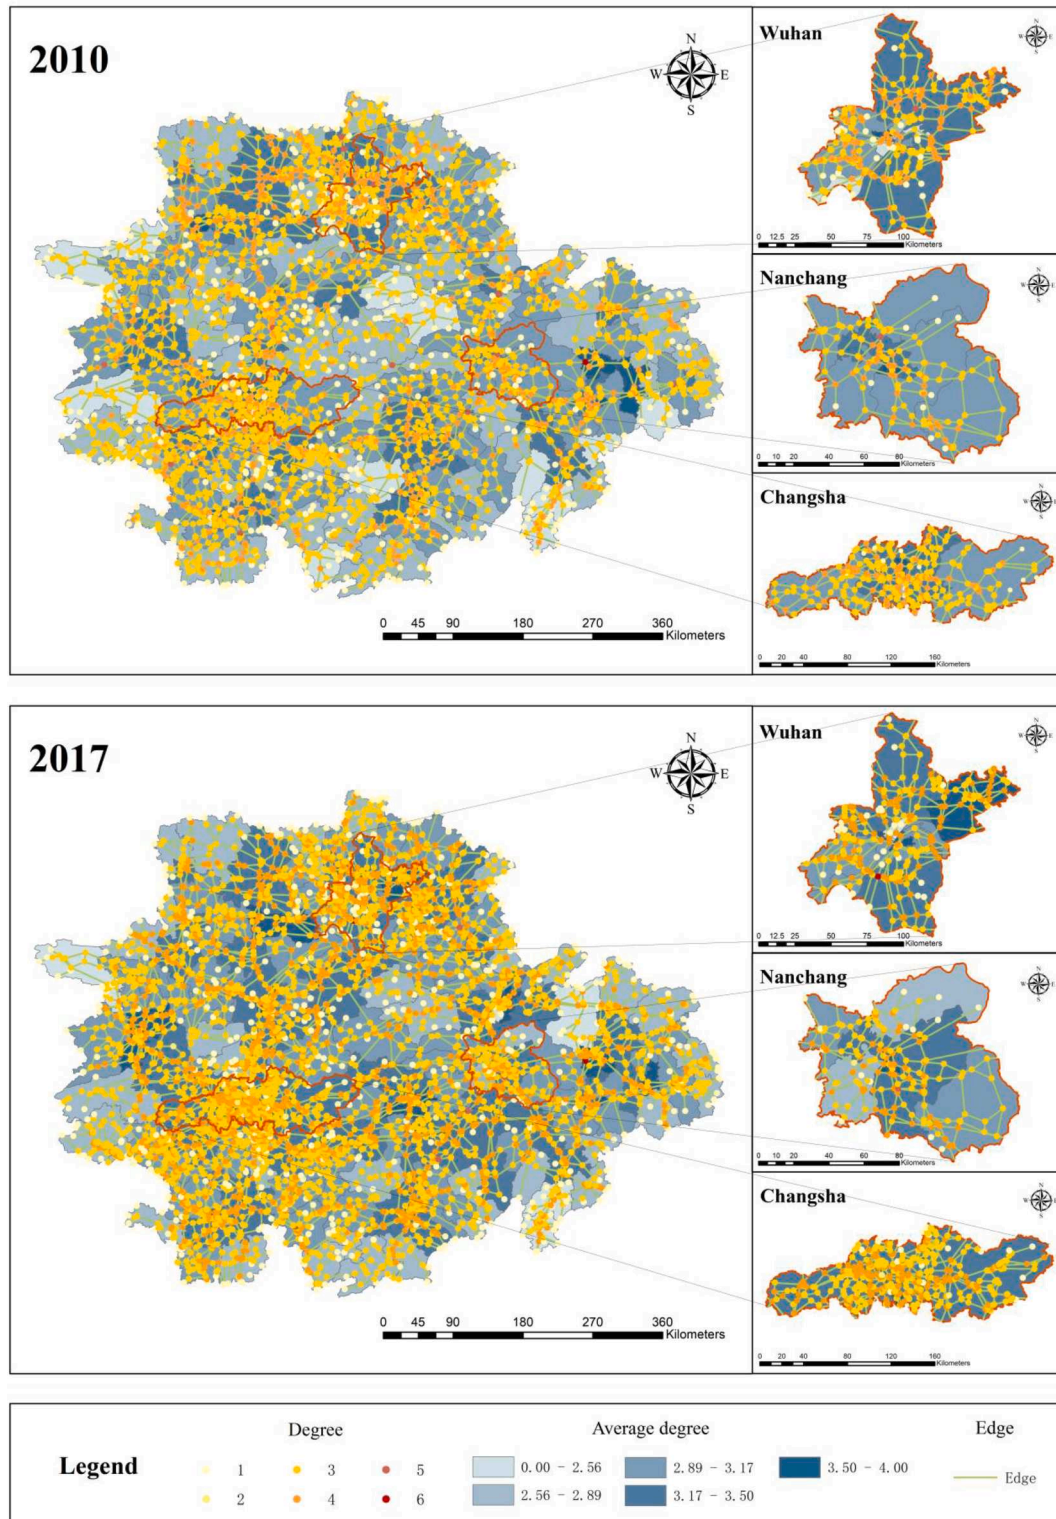 2010
N
W E
S
0 45 90 180 270 360
Kilometers
Wuhan
N
W E
S
0 12.5 25 50 75 100
Kilometers
Nanchang
N
W E
S
0 10 20 40 60 80
Kilometers
Changsha
N
W E
S
0 20 40 80 120 160
Kilometers
2017
N
W E
S
0 45 90 180 270 360
Kilometers
Wuhan
N
W E
S
0 12.5 25 50 75 100
Kilometers
Nanchang
N
W E
S
0 10 20 40 60 80
Kilometers
Changsha
N
W E
S
0 20 40 80 120 160
Kilometers
Legend
Degree
1 3 5
2 4 6
Average degree
0.00 - 2.56 2.89 - 3.17 3.50 - 4.00
2.56 - 2.89 3.17 - 3.50
Edge
Edge